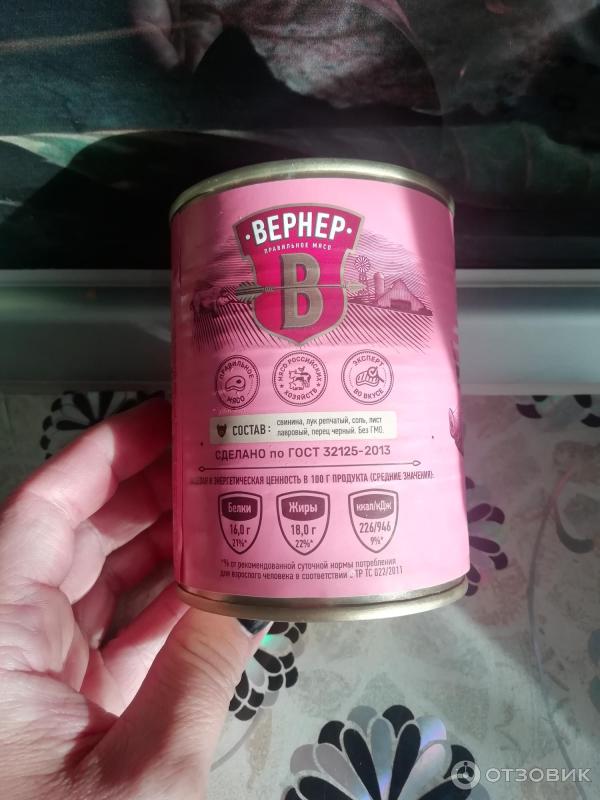 ВЕРНЕР
ПРАВИЛЬНОЕ МЯСО
В
ПРАВИЛЬНОЕ МЯСО
МЯСО РОССИЙСКИХ ХОЗЯЙСТВ
ЭКСПЕРТ ВО ВКУСЕ
СОСТАВ: свинина, лук репчатый, соль, лист
лавровый, перец черный. Без ГМО.
СДЕЛАНО по ГОСТ 32125-2013
И ЭНЕРГЕТИЧЕСКАЯ ЦЕННОСТЬ В 100 Г ПРОДУКТА (СРЕДНИЕ ЗНАЧЕНИЯ):
Белки Жиры ккал/кДж
16,0 г 18,0 г 226/946
21%* 22%* 9%*
*% от рекомендованной суточной нормы потребления
для взрослого человека в соответствии с ТР ТС 022/2011
ОТЗОВИК